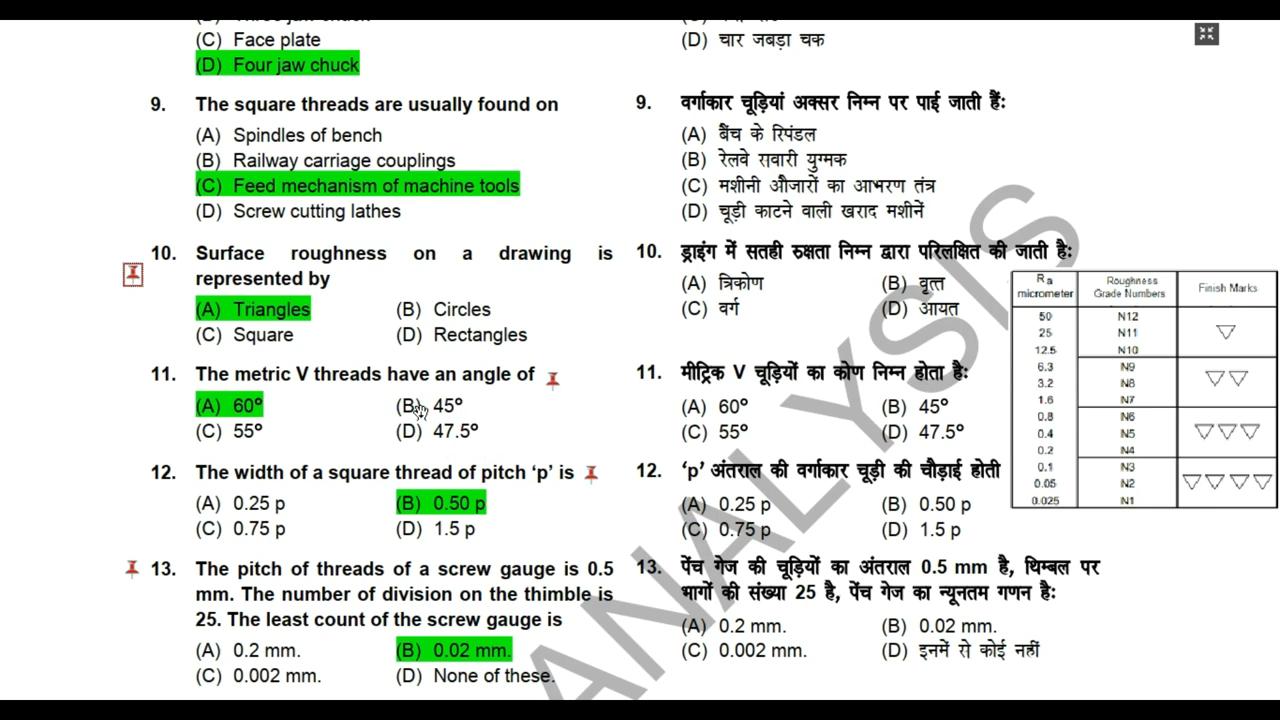 (C) Face plate
(D) Four jaw chuck
9. The square threads are usually found on
(A) Spindles of bench
(B) Railway carriage couplings
(C) Feed mechanism of machine tools
(D) Screw cutting lathes
10. Surface roughness on a drawing is
represented by
(A) Triangles (B) Circles
(C) Square (D) Rectangles
11. The metric V threads have an angle of
(A) 60º (B) 45º
(C) 55º (D) 47.5º
12. The width of a square thread of pitch ‘p’ is
(A) 0.25 p (B) 0.50 p
(C) 0.75 p (D) 1.5 p
13. The pitch of threads of a screw gauge is 0.5
mm. The number of division on the thimble is
25. The least count of the screw gauge is
(A) 0.2 mm. (B) 0.02 mm.
(C) 0.002 mm. (D) None of these.
(D) चार जबड़ा चक
9. वर्गाकार चूड़ियां अक्सर निम्न पर पाई जाती हैंः
(A) बैंच के स्पिंडल
(B) रेलवे सवारी युग्मक
(C) मशीनी औजारों का आभरण तंत्र
(D) चूड़ी काटने वाली खराद मशीनें
10. ड्राइंग में सतही रुक्षता निम्न द्वारा परिलक्षित की जाती हैः
(A) त्रिकोण (B) वृत्त
(C) वर्ग (D) आयत
11. मीट्रिक V चूड़ियों का कोण निम्न होता हैः
(A) 60º (B) 45º
(C) 55º (D) 47.5º
12. ‘p’ अंतराल की वर्गाकार चूड़ी की चौड़ाई होती
(A) 0.25 p (B) 0.50 p
(C) 0.75 p (D) 1.5 p
13. पेंच गेज की चूड़ियों का अंतराल 0.5 mm है, थिम्बल पर
भागों की संख्या 25 है, पेंच गेज का न्यूनतम गणन हैः
(A) 0.2 mm. (B) 0.02 mm.
(C) 0.002 mm. (D) इनमें से कोई नहीं
Ra Roughness Finish Marks
micrometer Grade Numbers
50 N12
25 N11
12.5 N10
6.3 N9
3.2 N8
1.6 N7
0.8 N6
0.4 N5
0.2 N4
0.1 N3
0.05 N2
0.025 N1
ANALYSIS